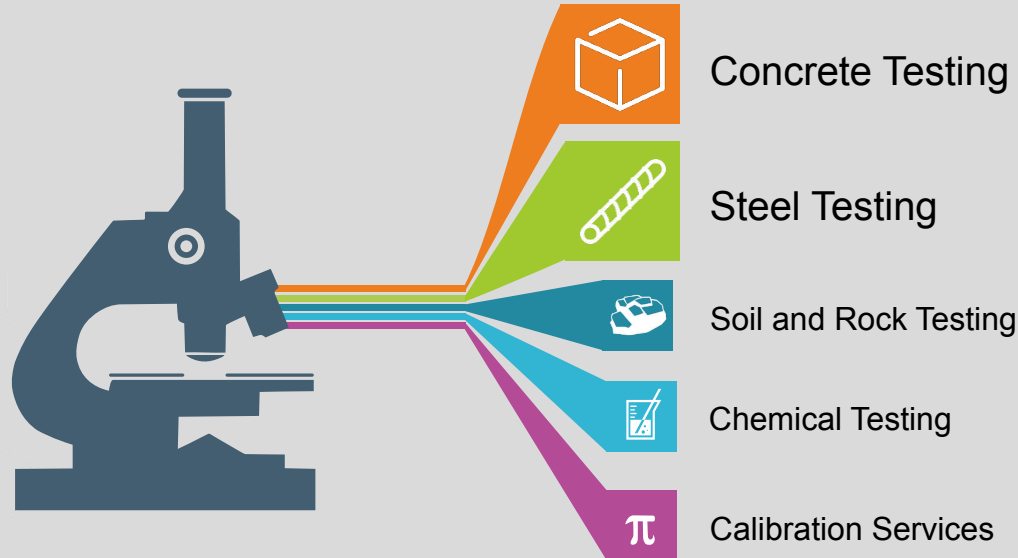 Concrete Testing
Steel Testing
Soil and Rock Testing
Chemical Testing
π
Calibration Services